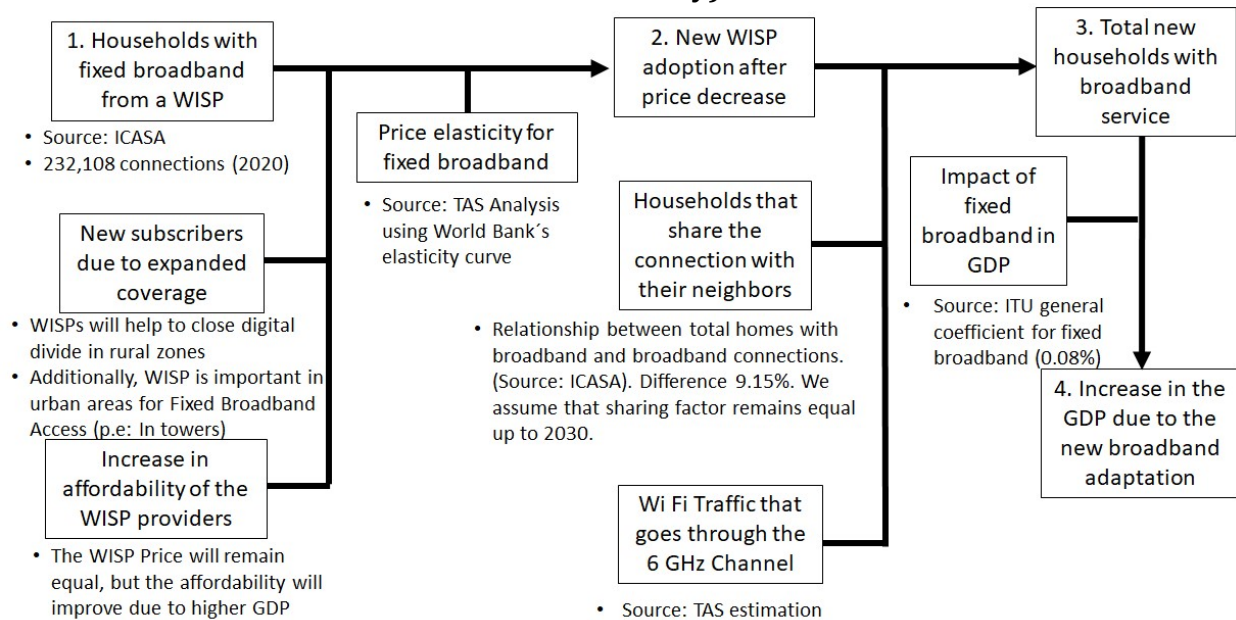 1. Households with
fixed broadband
from a WISP
• Source: ICASA
• 232,108 connections (2020)
New subscribers
due to expanded
coverage
• WISPs will help to close digital
divide in rural zones
• Additionally, WISP is important in
urban areas for Fixed Broadband
Access (p.e: In towers)
Increase in
affordability of the
WISP providers
• The WISP Price will remain
equal, but the affordability will
improve due to higher GDP
Price elasticity for
fixed broadband
• Source: TAS Analysis
using World Bank´s
elasticity curve
2. New WISP
adoption after
price decrease
Households that
share the
connection with
their neighbors
• Relationship between total homes with
broadband and broadband connections.
(Source: ICASA). Difference 9.15%. We
assume that sharing factor remains equal
up to 2030.
Wi Fi Traffic that
goes through the
6 GHz Channel
• Source: TAS estimation
3. Total new
households with
broadband
service
Impact of
fixed
broadband in
GDP
• Source: ITU general
coefficient for fixed
broadband (0.08%)
4. Increase in the
GDP due to the
new broadband
adaptation